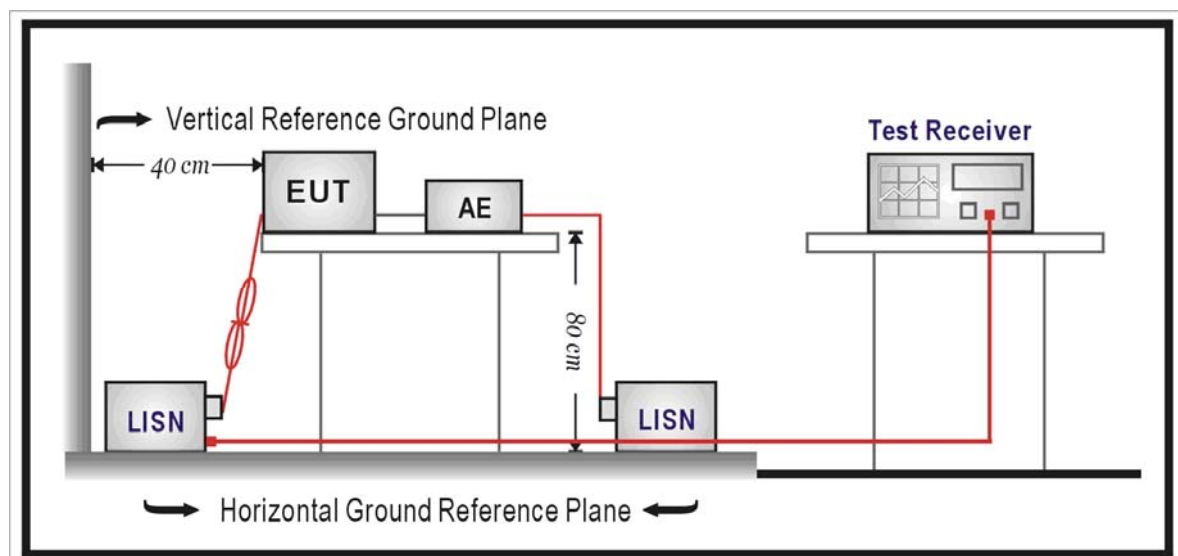 Vertical Reference Ground Plane
40 cm
Test Receiver
EUT
AE
80 cm
LISN
LISN
Horizontal Ground Reference Plane